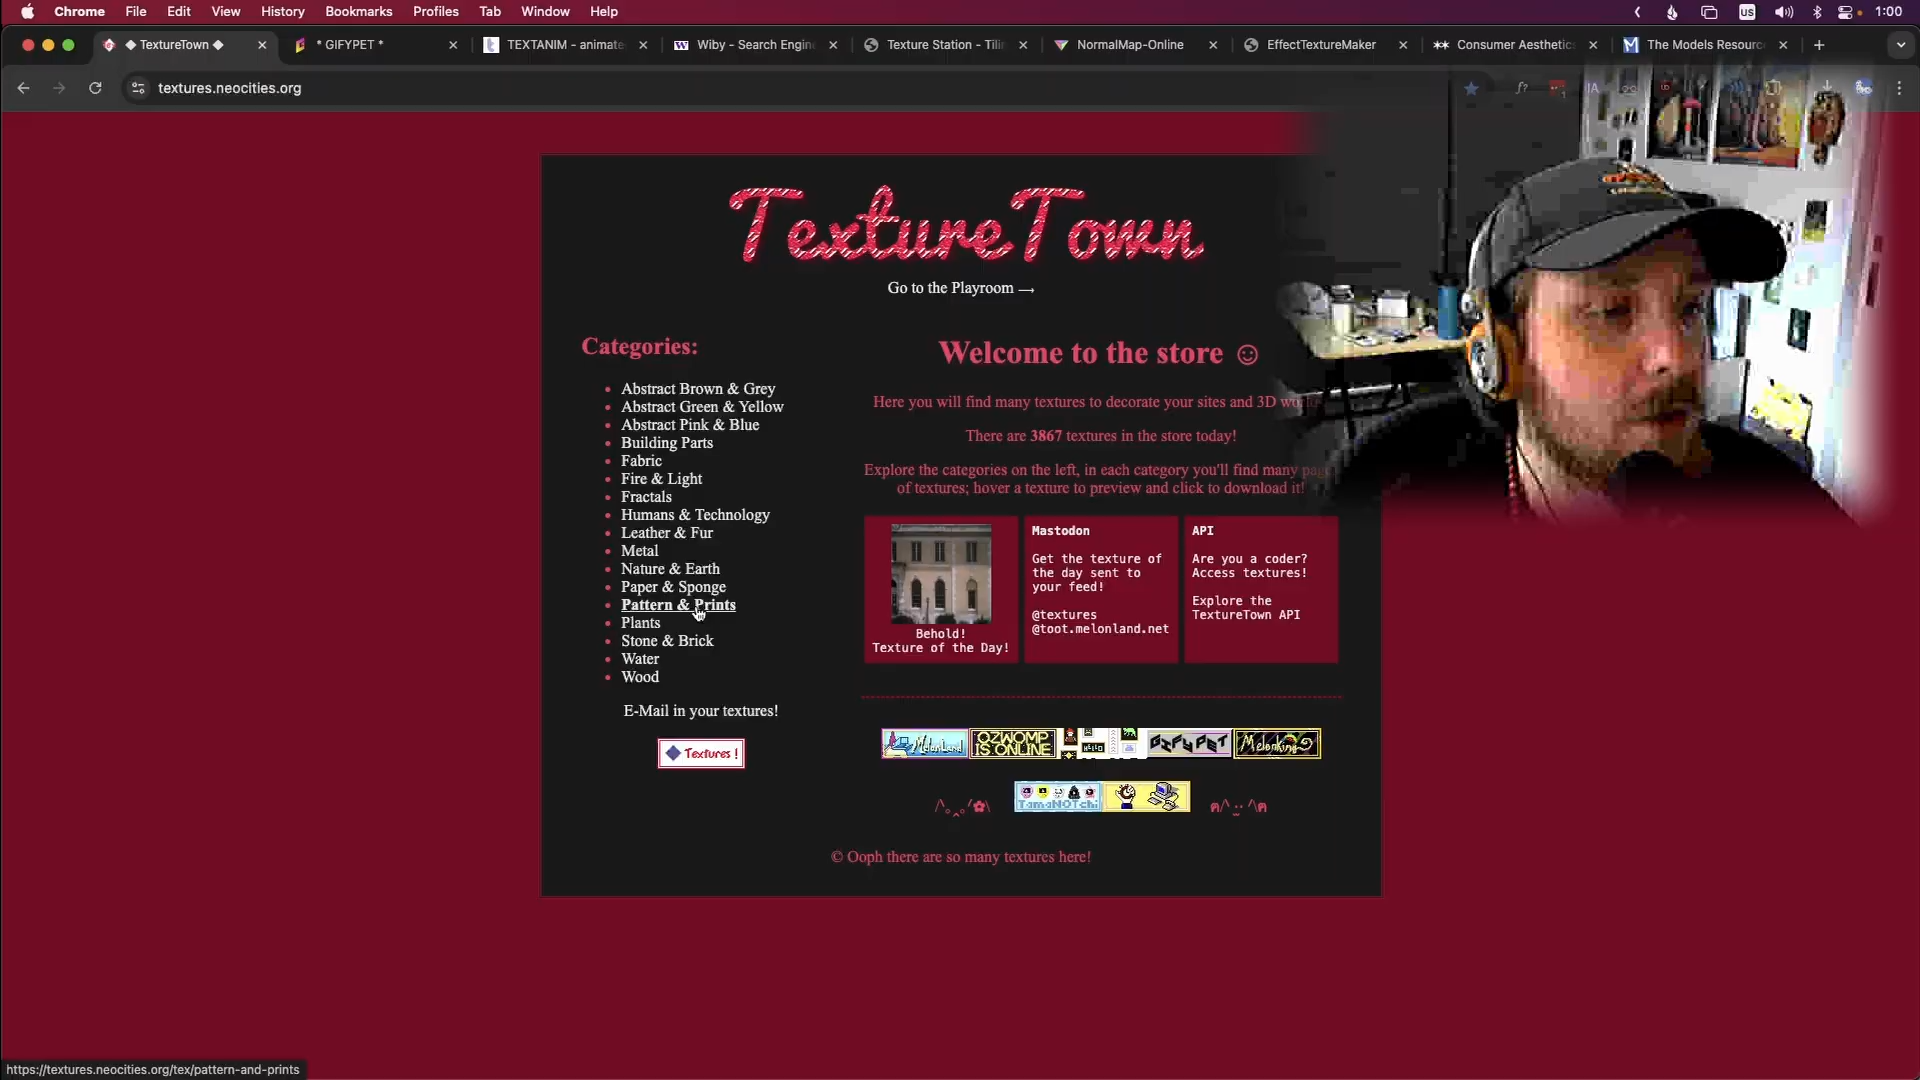 Chrome File Edit View History Bookmarks Profiles Tab Window Help
US 1:00
◆ TextureTown ◆
* GIFYPET *
TEXTANIM - animate
Wiby - Search Engin
Texture Station - Tilin
NormalMap-Online
EffectTextureMaker
Consumer Aesthetics
The Models Resourc
textures.neocities.org
TextureTown
Go to the Playroom ⟶
Categories:
Abstract Brown & Grey
Abstract Green & Yellow
Abstract Pink & Blue
Building Parts
Fabric
Fire & Light
Fractals
Humans & Technology
Leather & Fur
Metal
Nature & Earth
Paper & Sponge
Pattern & Prints
Plants
Stone & Brick
Water
Wood
E-Mail in your textures!
Textures !
Welcome to the store ☺
Here you will find many textures to decorate your sites and 3D
There are 3867 textures in the store today!
Explore the categories on the left, in each category you'll find many
of textures; hover a texture to preview and click to download it!
Behold!
Texture of the Day!
Mastodon
Get the texture of
the day sent to
your feed!
@textures
@toot.melonland.net
API
Are you a coder?
Access textures!
Explore the
TextureTown API
MelonLand
OZWOMP
IS ONLINE
HELLO
GIFYPET
Melonking
TamaNOTchi
© Ooph there are so many textures here!
https://textures.neocities.org/tex/pattern-and-prints